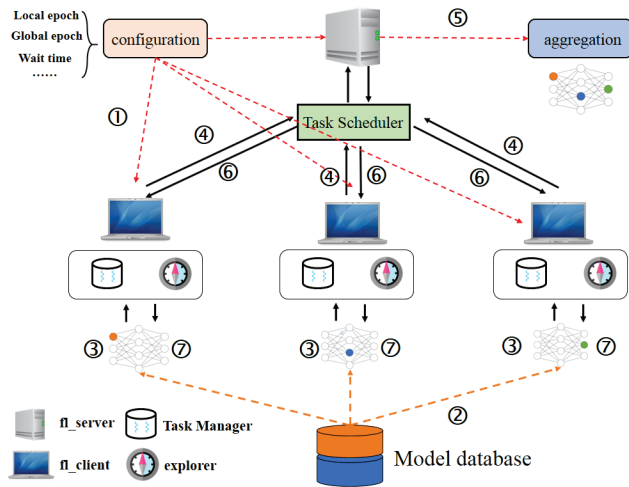 Local epoch
Global epoch
Wait time
……
configuration
⑤
aggregation
①
Task Scheduler
④
⑥
④
⑥
④
⑥
③
⑦
③
⑦
③
⑦
②
fl_server
Task Manager
fl_client
explorer
Model database